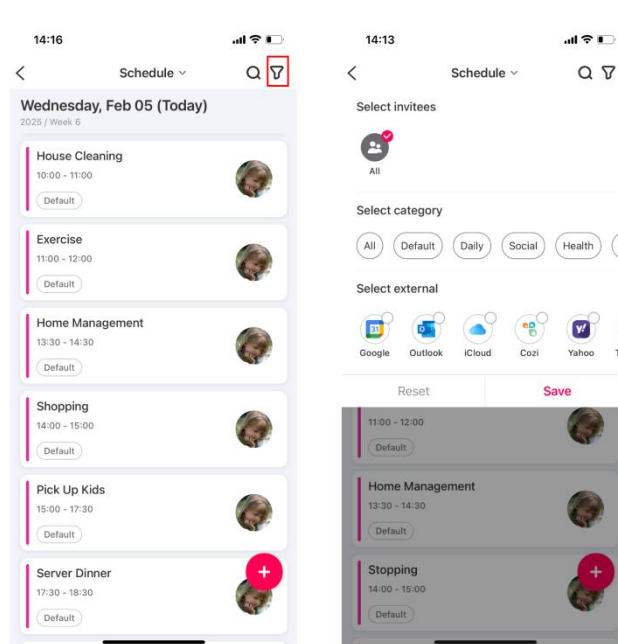 14:16
Schedule
Wednesday, Feb 05 (Today)
2025 / Week 6
House Cleaning
10:00 - 11:00
Default
Exercise
11:00 - 12:00
Default
Home Management
13:30 - 14:30
Default
Shopping
14:00 - 15:00
Default
Pick Up Kids
15:00 - 17:30
Default
Server Dinner
17:30 - 18:30
Default
14:13
Schedule
Select invitees
All
Select category
All
Default
Daily
Social
Health
Select external
31
Google
Outlook
iCloud
Cozi
Yahoo
Reset
Save
11:00 - 12:00
Default
Home Management
13:30 - 14:30
Default
Stopping
14:00 - 15:00
Default